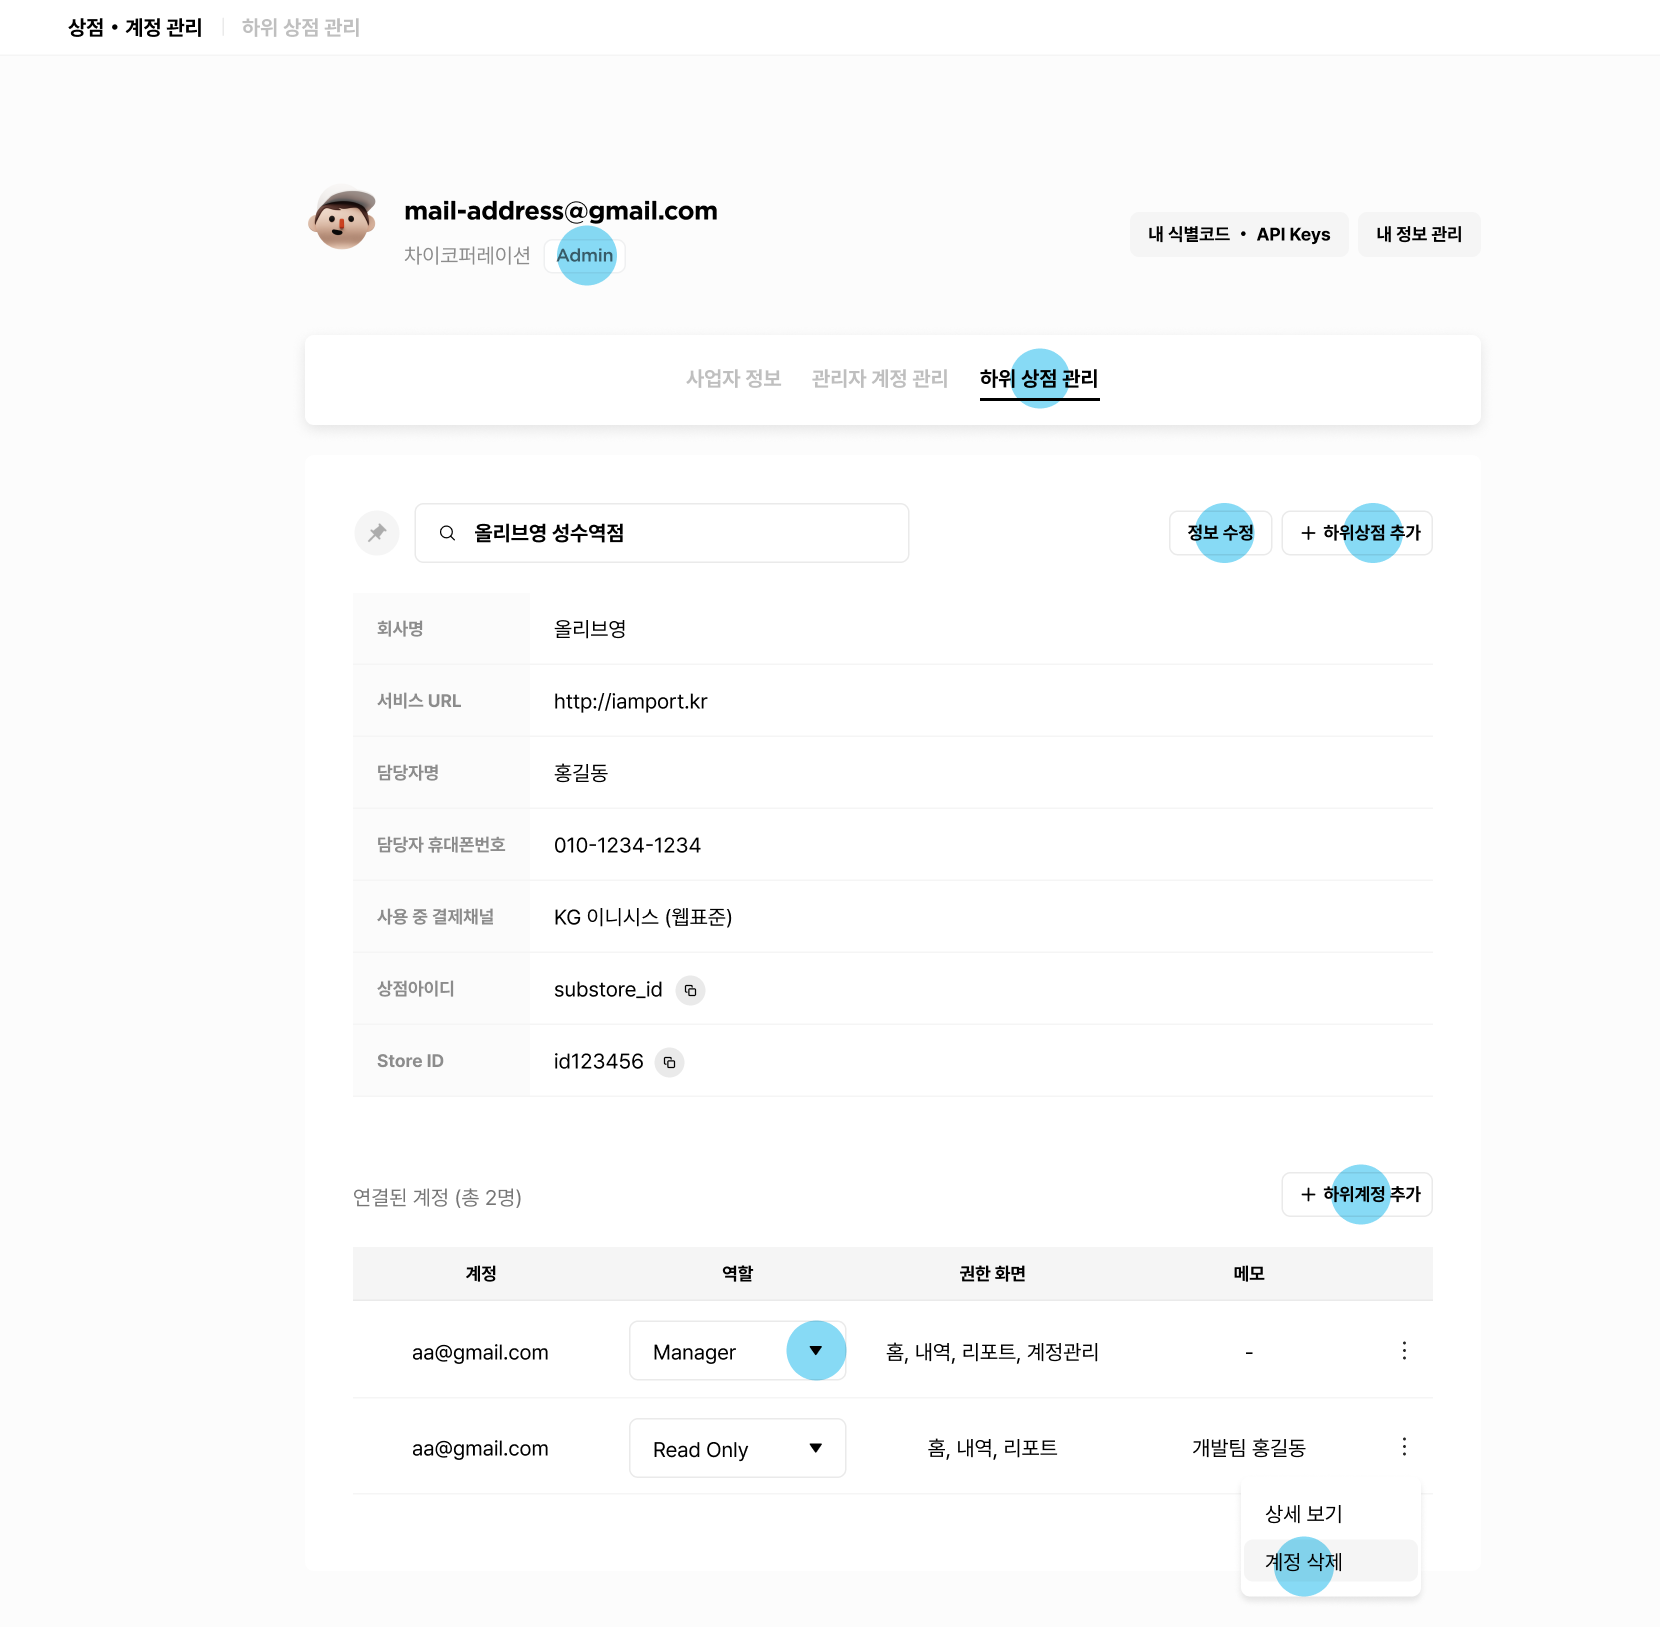 상점 • 계정 관리
하위 상점 관리
mail-address@gmail.com
차이코퍼레이션 Admin
내 식별코드 • API Keys
내 정보 관리
사업자 정보 관리자 계정 관리 하위 상점 관리
올리브영 성수역점
정보 수정
+ 하위상점 추가
회사명 올리브영
서비스 URL http://iamport.kr
담당자명 홍길동
담당자 휴대폰번호 010-1234-1234
사용 중 결제채널 KG 이니시스 (웹표준)
상점아이디 substore_id
Store ID id123456
연결된 계정 (총 2명)
+ 하위계정 추가
계정 역할 권한 화면 메모
aa@gmail.com Manager 홈, 내역, 리포트, 계정관리 -
aa@gmail.com Read Only 홈, 내역, 리포트 개발팀 홍길동
상세 보기
계정 삭제